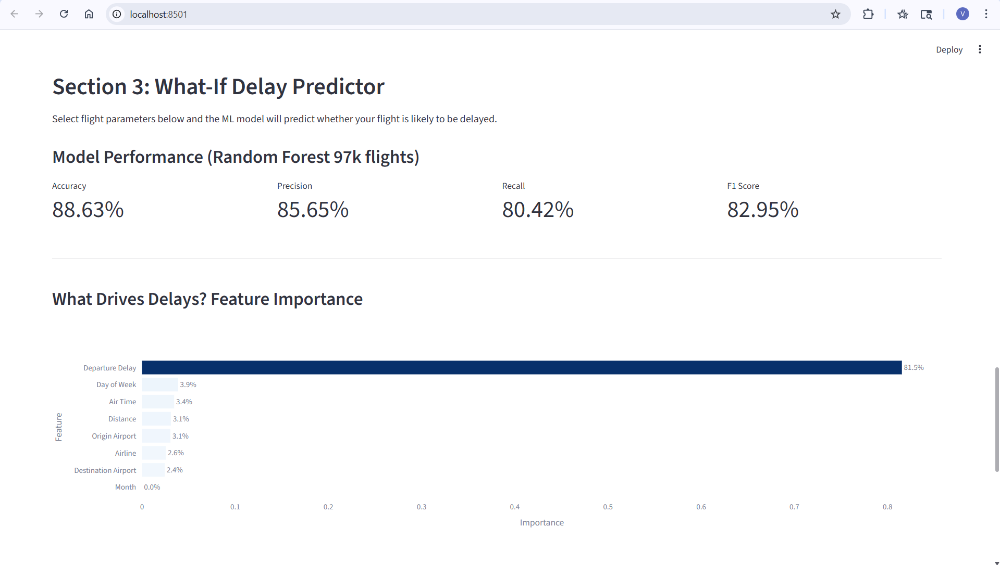 localhost:8501
V
Deploy
Section 3: What-If Delay Predictor
Select flight parameters below and the ML model will predict whether your flight is likely to be delayed.
Model Performance (Random Forest 97k flights)
Accuracy Precision Recall F1 Score
88.63% 85.65% 80.42% 82.95%
What Drives Delays? Feature Importance
Feature
Departure Delay 81.5%
Day of Week 3.9%
Air Time 3.4%
Distance 3.1%
Origin Airport 3.1%
Airline 2.6%
Destination Airport 2.4%
Month 0.0%
0 0.1 0.2 0.3 0.4 0.5 0.6 0.7 0.8
Importance